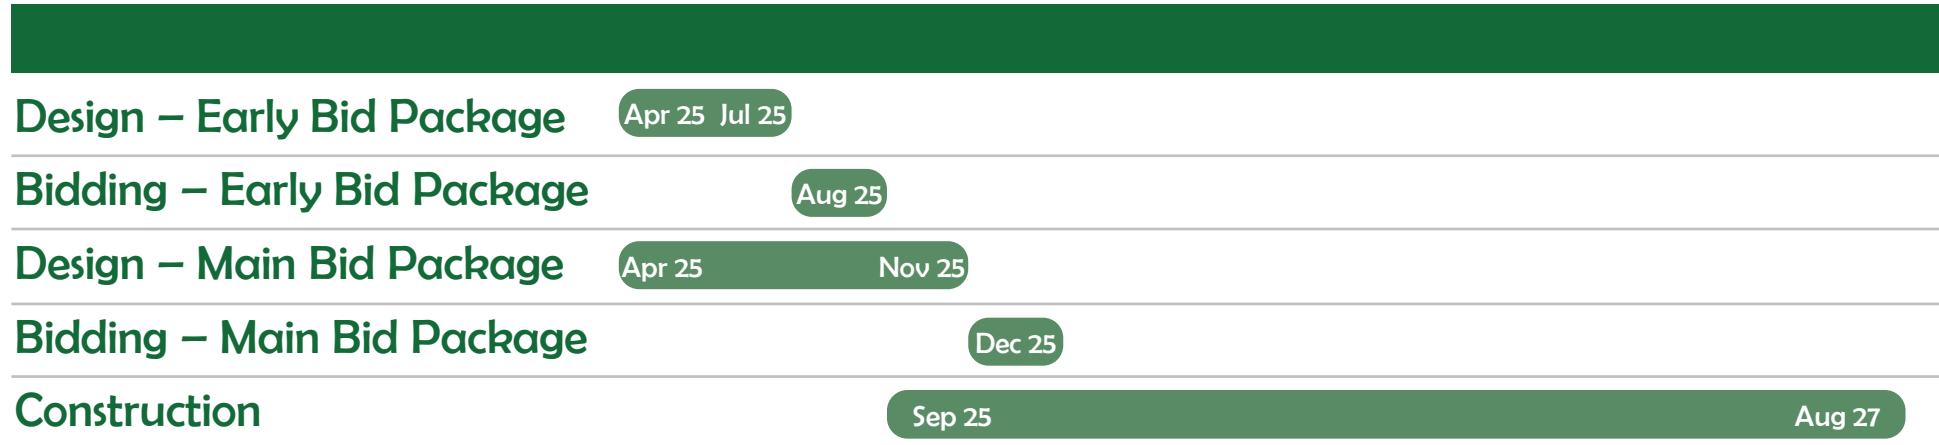 Design – Early Bid Package Apr 25 Jul 25
Bidding – Early Bid Package Aug 25
Design – Main Bid Package Apr 25 Nov 25
Bidding – Main Bid Package Dec 25
Construction Sep 25 Aug 27